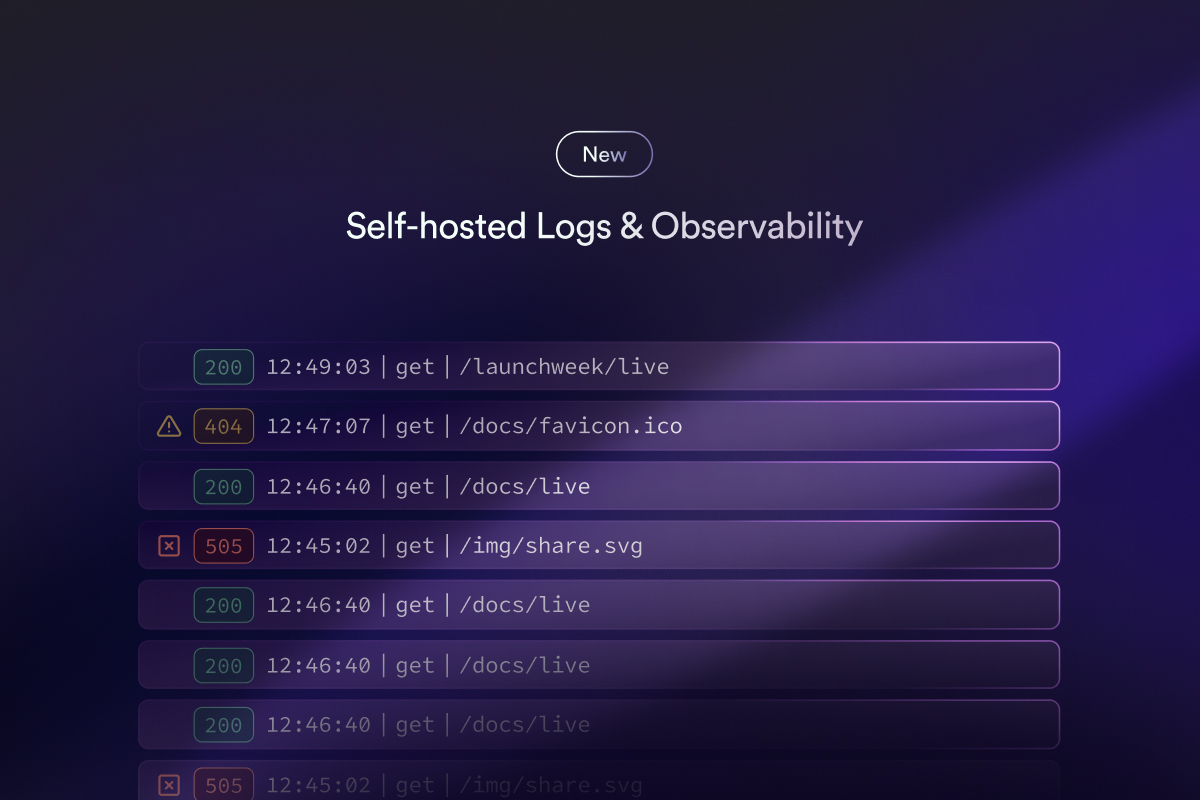 New
Self-hosted Logs & Observability
200 12:49:03 | get | /launchweek/live
404 12:47:07 | get | /docs/favicon.ico
200 12:46:40 | get | /docs/live
505 12:45:02 | get | /img/share.svg
200 12:46:40 | get | /docs/live
200 12:46:40 | get | /docs/live
200 12:46:40 | get | /docs/live
505 12:45:02 | get | /img/share.svg